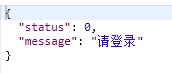 {
"status": 0,
"message": "请登录"
}